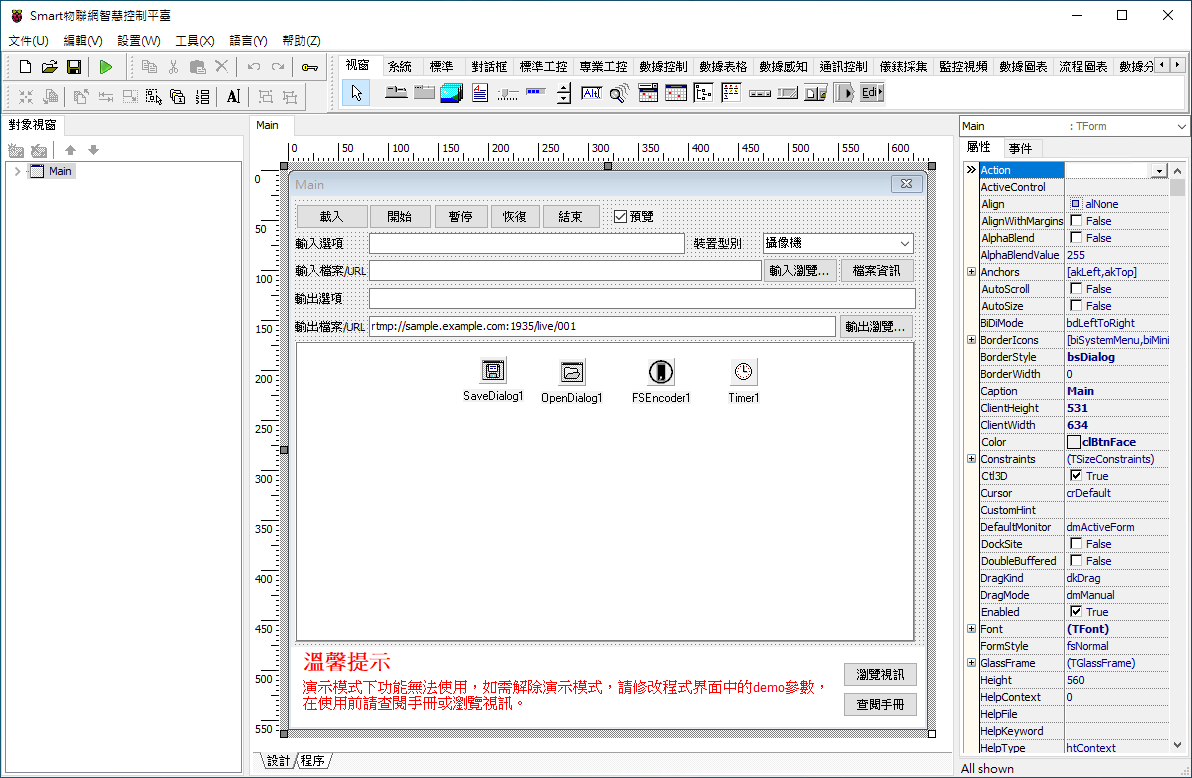 Smart物聯網智慧控制平臺
文件(U) 編輯(V) 設置(W) 工具(X) 語言(Y) 帮助(Z)
視窗 系統 標準 對話框 標準工控 專業工控 數據控制 數據表格 數據感知 通訊控制 儀錶採集 監控視頻 數據圖表 流程圖表 數據分
AI
Edi
對象視窗
Main
Main
0 50 100 150 200 250 300 350 400 450 500 550 600
0
50
100
150
200
250
300
350
400
450
500
550
Main
載入 開始 暫停 恢復 結束 預覽
輸入選項 裝置型別 攝像機
輸入檔案/URL 輸入瀏覽... 檔案資訊
輸出選項
輸出檔案/URL rtmp://sample.example.com:1935/live/001 輸出瀏覽...
SaveDialog1 OpenDialog1 FSEncoder1 Timer1
溫馨提示
演示模式下功能無法使用，如需解除演示模式，請修改程式界面中的demo參數，
在使用前請查閱手冊或瀏覽視訊。
瀏覽視訊
查閱手冊
設計 程序
Main : TForm
屬性 事件
Action
ActiveControl
Align alNone
AlignWithMargins False
AlphaBlend False
AlphaBlendValue 255
Anchors [akLeft,akTop]
AutoScroll False
AutoSize False
BiDiMode bdLeftToRight
BorderIcons [biSystemMenu,biMini
BorderStyle bsDialog
BorderWidth 0
Caption Main
ClientHeight 531
ClientWidth 634
Color clBtnFace
Constraints (TSizeConstraints)
Ctl3D True
Cursor crDefault
CustomHint
DefaultMonitor dmActiveForm
DockSite False
DoubleBuffered False
DragKind dkDrag
DragMode dmManual
Enabled True
Font (TFont)
FormStyle fsNormal
GlassFrame (TGlassFrame)
Height 560
HelpContext 0
HelpFile
HelpKeyword
HelpType htContext
All shown